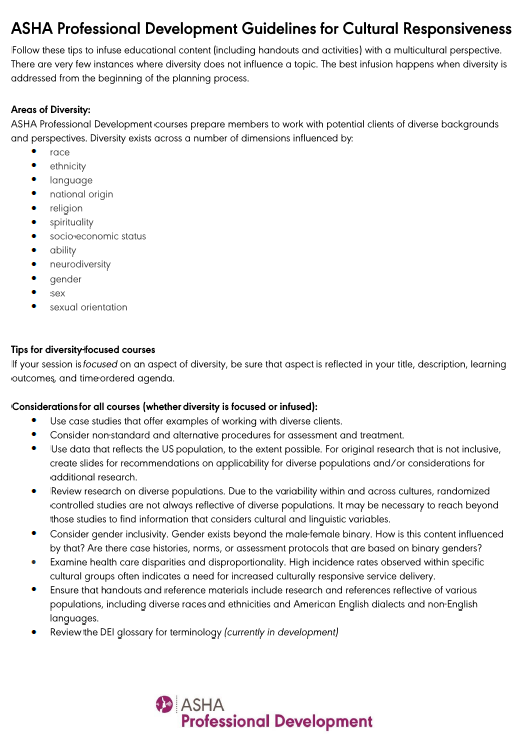 ASHA Professional Development Guidelines for Cultural Responsiveness
Follow these tips to infuse educational content (including handouts and activities) with a multicultural perspective.
There are very few instances where diversity does not influence a topic. The best infusion happens when diversity is
addressed from the beginning of the planning process.
Areas of Diversity:
ASHA Professional Development courses prepare members to work with potential clients of diverse backgrounds
and perspectives. Diversity exists across a number of dimensions influenced by:
• race
• ethnicity
• language
• national origin
• religion
• spirituality
• socio-economic status
• ability
• neurodiversity
• gender
• sex
• sexual orientation
Tips for diversity-focused courses
If your session is focused on an aspect of diversity, be sure that aspect is reflected in your title, description, learning
outcomes, and time-ordered agenda.
Considerations for all courses (whether diversity is focused or infused):
• Use case studies that offer examples of working with diverse clients.
• Consider non-standard and alternative procedures for assessment and treatment.
• Use data that reflects the US population, to the extent possible. For original research that is not inclusive,
create slides for recommendations on applicability for diverse populations and/or considerations for
additional research.
• Review research on diverse populations. Due to the variability within and across cultures, randomized
controlled studies are not always reflective of diverse populations. It may be necessary to reach beyond
those studies to find information that considers cultural and linguistic variables.
• Consider gender inclusivity. Gender exists beyond the male-female binary. How is this content influenced
by that? Are there case histories, norms, or assessment protocols that are based on binary genders?
• Examine health care disparities and disproportionality. High incidence rates observed within specific
cultural groups often indicates a need for increased culturally responsive service delivery.
• Ensure that handouts and reference materials include research and references reflective of various
populations, including diverse races and ethnicities and American English dialects and non-English
languages.
• Review the DEI glossary for terminology (currently in development)
ASHA
Professional Development